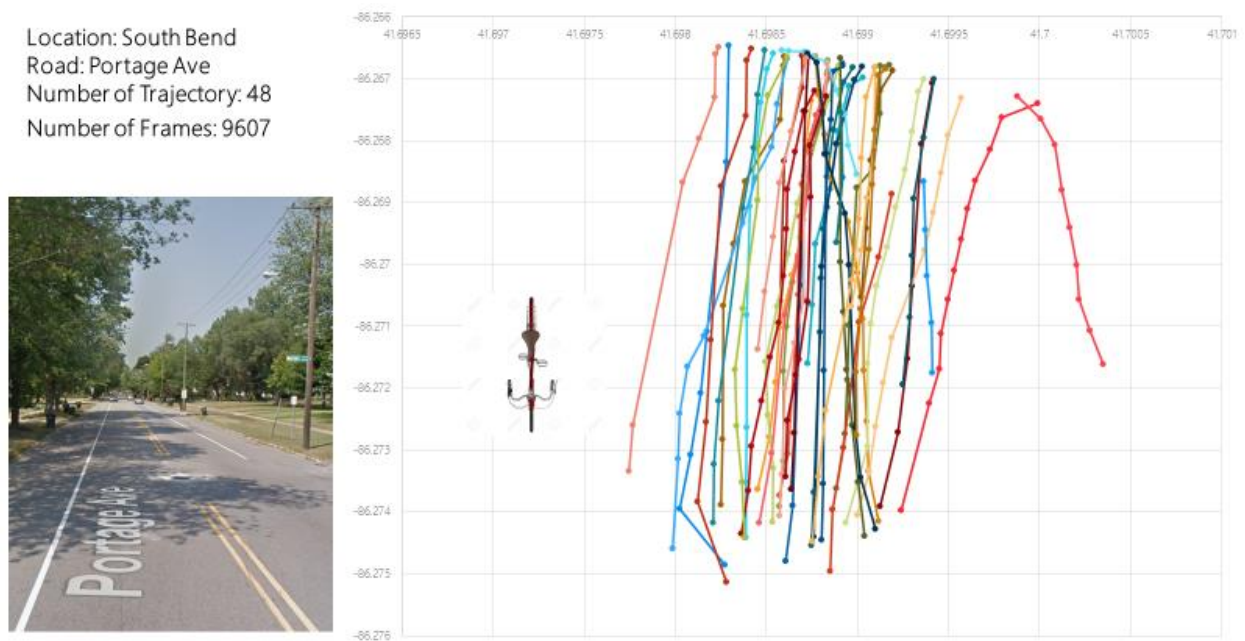 Location: South Bend
Road: Portage Ave
Number of Trajectory: 48
Number of Frames: 9607
Portage Ave
-86.266
41.6965 41.697 41.6975 41.698 41.6985 41.699 41.6995 41.7 41.7005 41.701
-86.267
-86.268
-86.269
-86.27
-86.271
-86.272
-86.273
-86.274
-86.275
-86.276